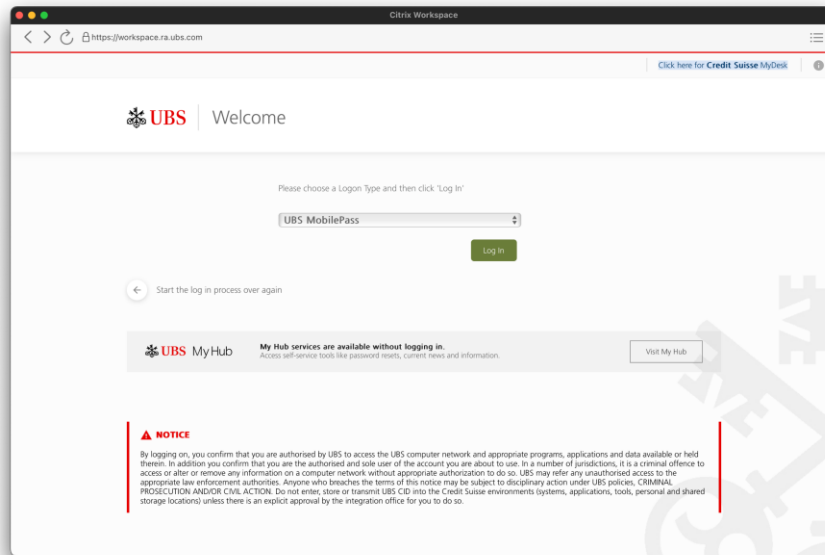 Citrix Workspace
https://workspace.ra.ubs.com
Click here for Credit Suisse MyDesk
UBS Welcome
Please choose a Logon Type and then click 'Log In'
UBS MobilePass
Log In
Start the log in process over again
UBS My Hub
My Hub services are available without logging in.
Access self-service tools like password resets, current news and information.
Visit My Hub
NOTICE
By logging on, you confirm that you are authorised by UBS to access the UBS computer network and appropriate programs, applications and data available or held
therein. In addition you confirm that you are the authorised and sole user of the account you are about to use. In a number of jurisdictions, it is a criminal offence to
access or alter or remove any information on a computer network without appropriate authorization to do so. UBS may refer any unauthorised access to the
appropriate law enforcement authorities. Anyone who breaches the terms of this notice may be subject to disciplinary action under UBS policies, CRIMINAL
PROSECUTION AND/OR CIVIL ACTION. Do not enter, store or transmit UBS CID into the Credit Suisse environments (systems, applications, tools, personal and shared
storage locations) unless there is an explicit approval by the integration office for you to do so.